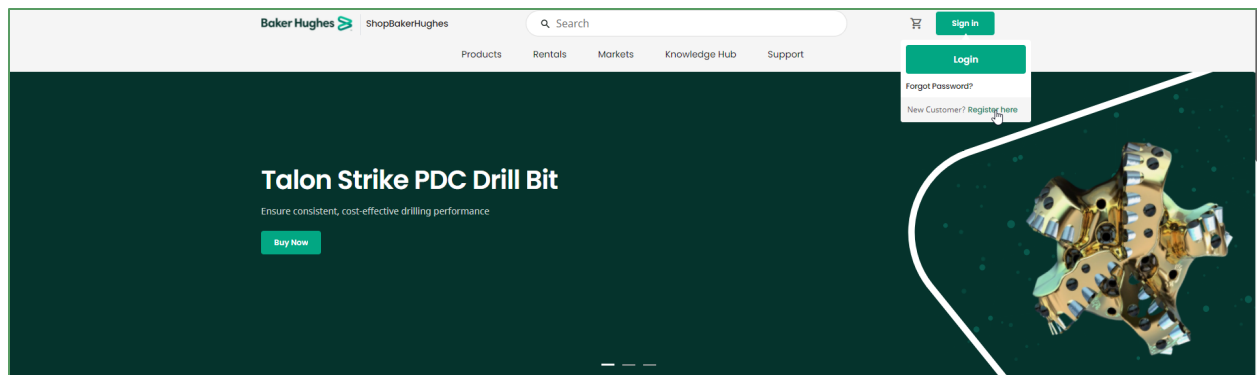 Baker Hughes ShopBakerHughes Search Sign in
Products Rentals Markets Knowledge Hub Support
Login
Forgot Password?
New Customer? Register here
Talon Strike PDC Drill Bit
Ensure consistent, cost-effective drilling performance
Buy Now